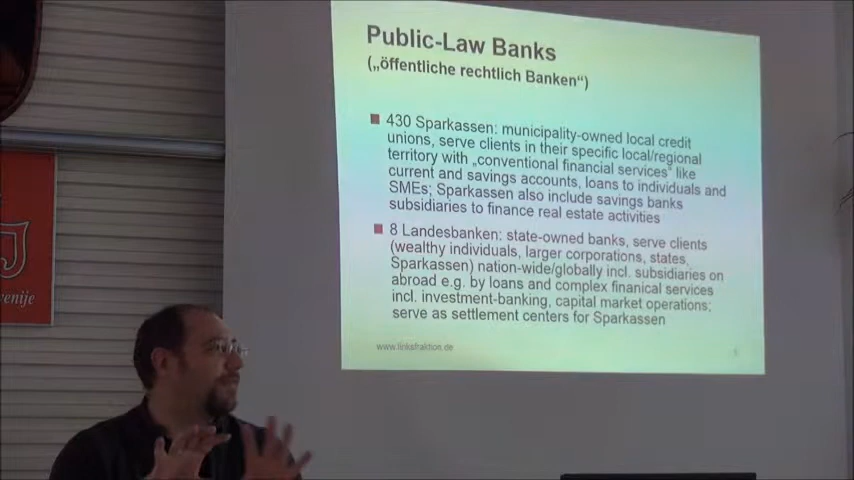 Public-Law Banks
(„öffentliche rechtlich Banken“)
430 Sparkassen: municipality-owned local credit
unions, serve clients in their specific local/regional
territory with „conventional financial services“ like
current and savings accounts, loans to individuals and
SMEs; Sparkassen also include savings banks
subsidiaries to finance real estate activities
8 Landesbanken: state-owned banks, serve clients
(wealthy individuals, larger corporations, states,
Sparkassen) nation-wide/globally incl. subsidiaries on
abroad e.g. by loans and complex finanical services
incl. investment-banking, capital market operations;
serve as settlement centers for Sparkassen
www.linksfraktion.de
venije